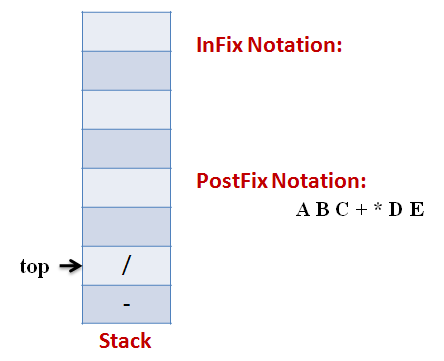 InFix Notation:
PostFix Notation:
A B C + * D E
top
/
-
Stack